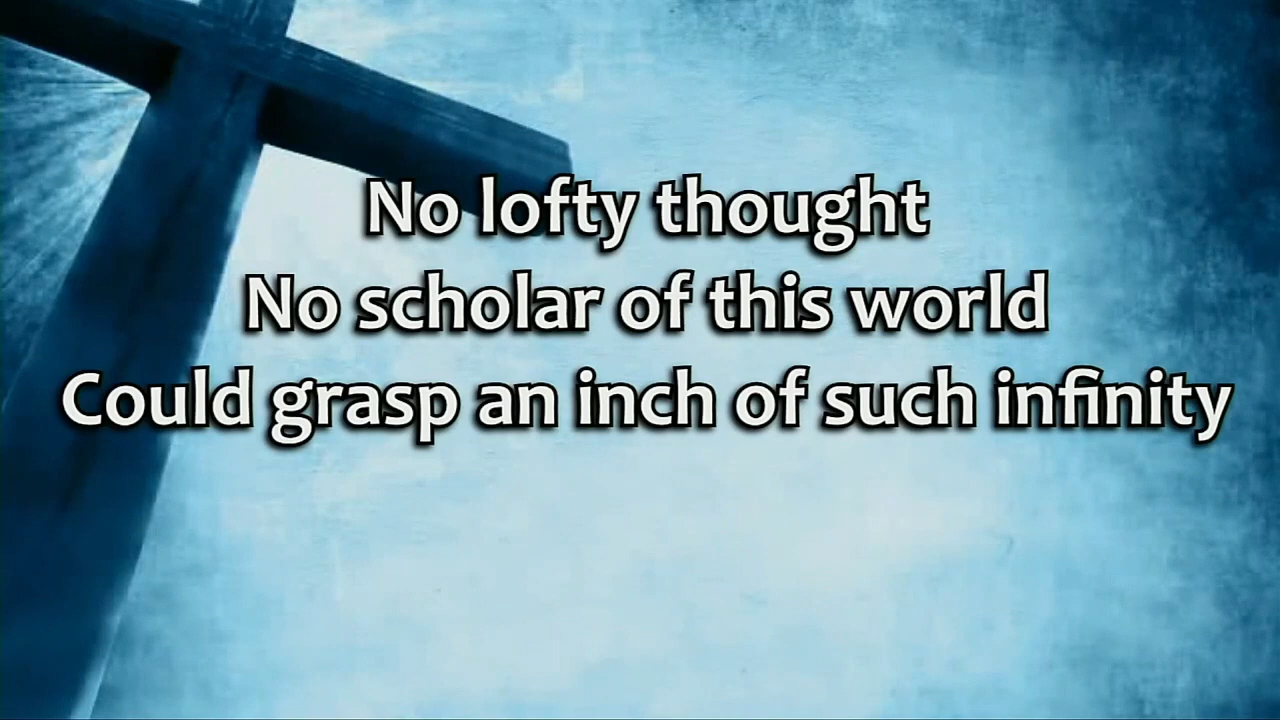 No lofty thought
No scholar of this world
Could grasp an inch of such infinity